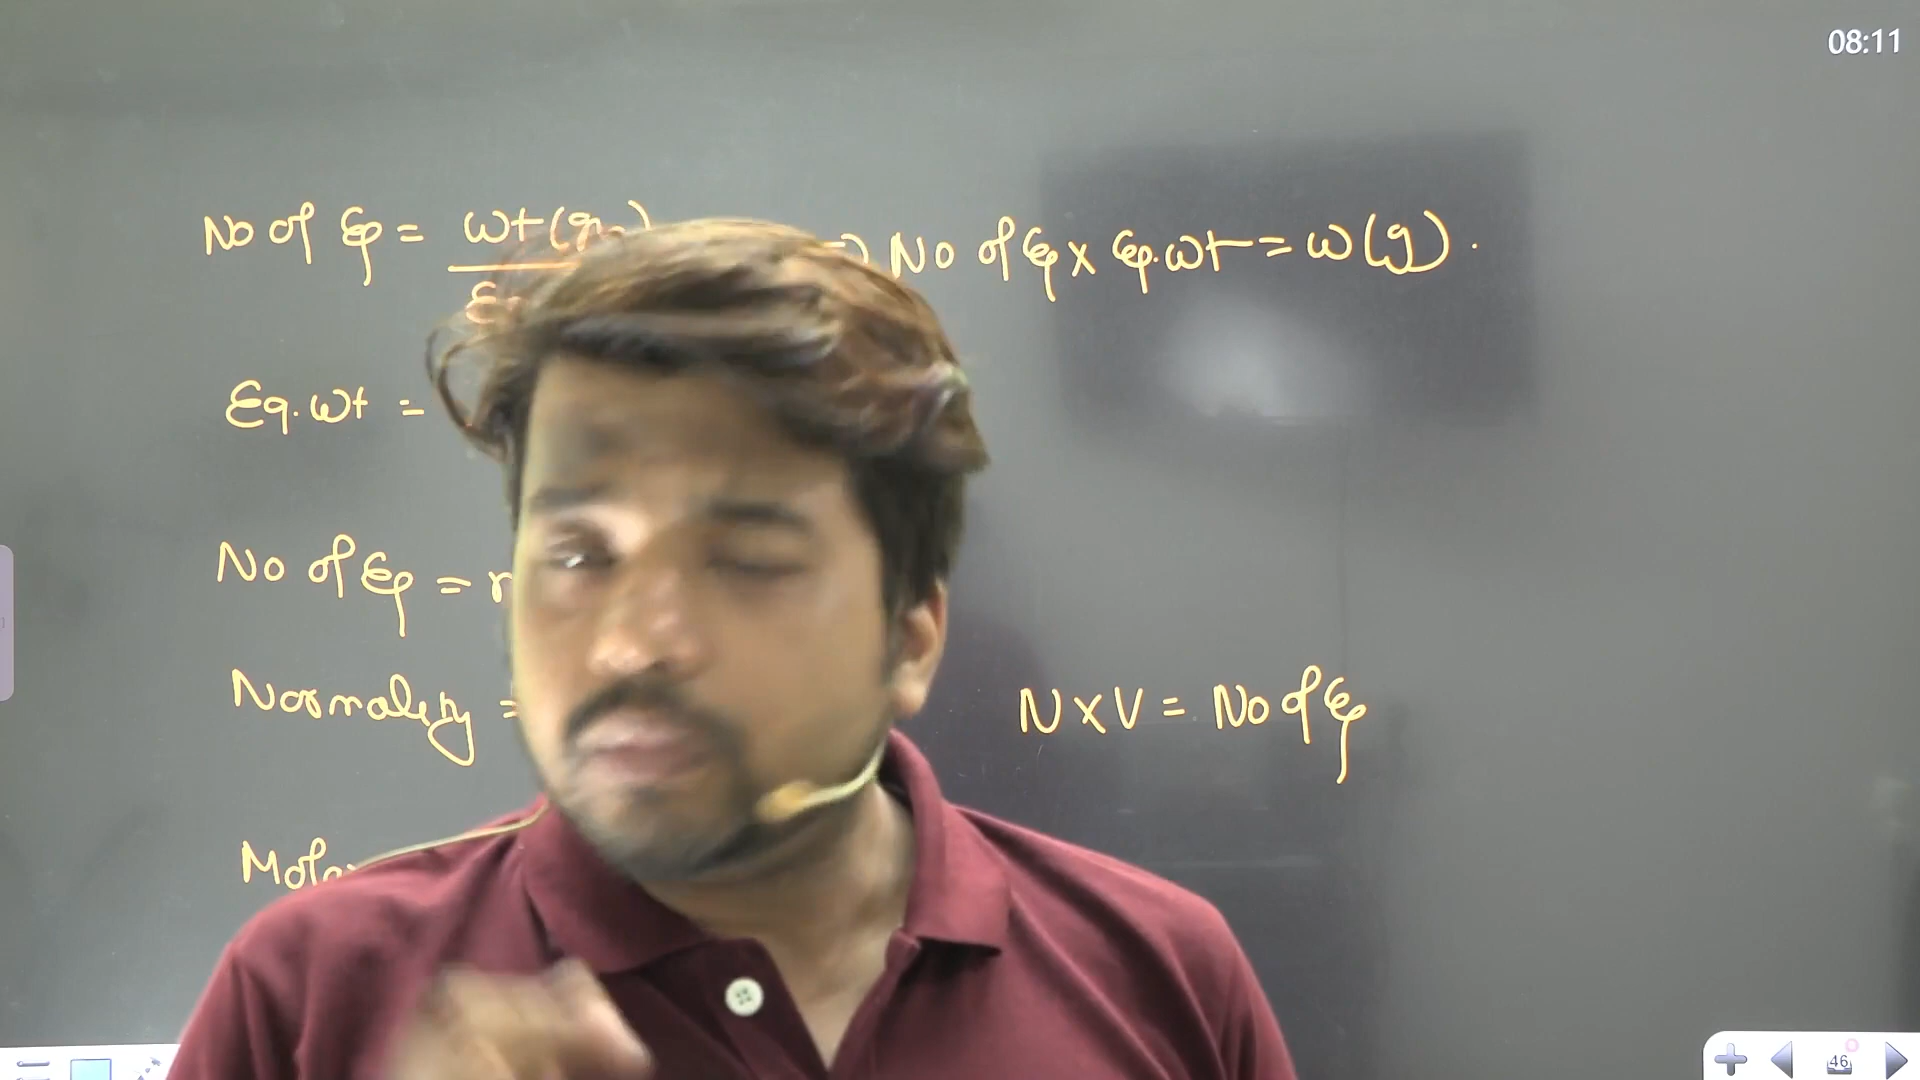 08:11
No of Eq = wt(g
No of Eq x Eq.wt = w(g).
Eq.wt =
No of Eq =
Normality =
N x V = No of Eq
46